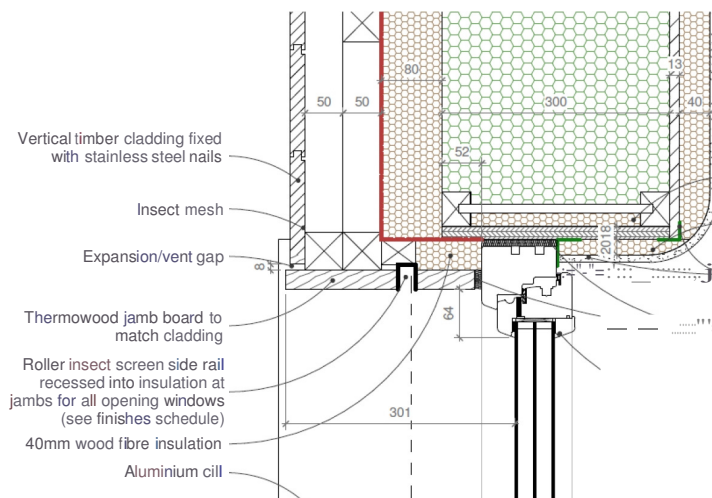 13
80
50
50
300
40
52
Vertical timber cladding fixed
with stainless steel nails
Insect mesh
2018
Expansion/vent gap
8
Thermowood jamb board to
match cladding
64
Roller insect screen side rail
recessed into insulation at
jambs for all opening windows
(see finishes schedule)
301
40mm wood fibre insulation
Aluminium cill